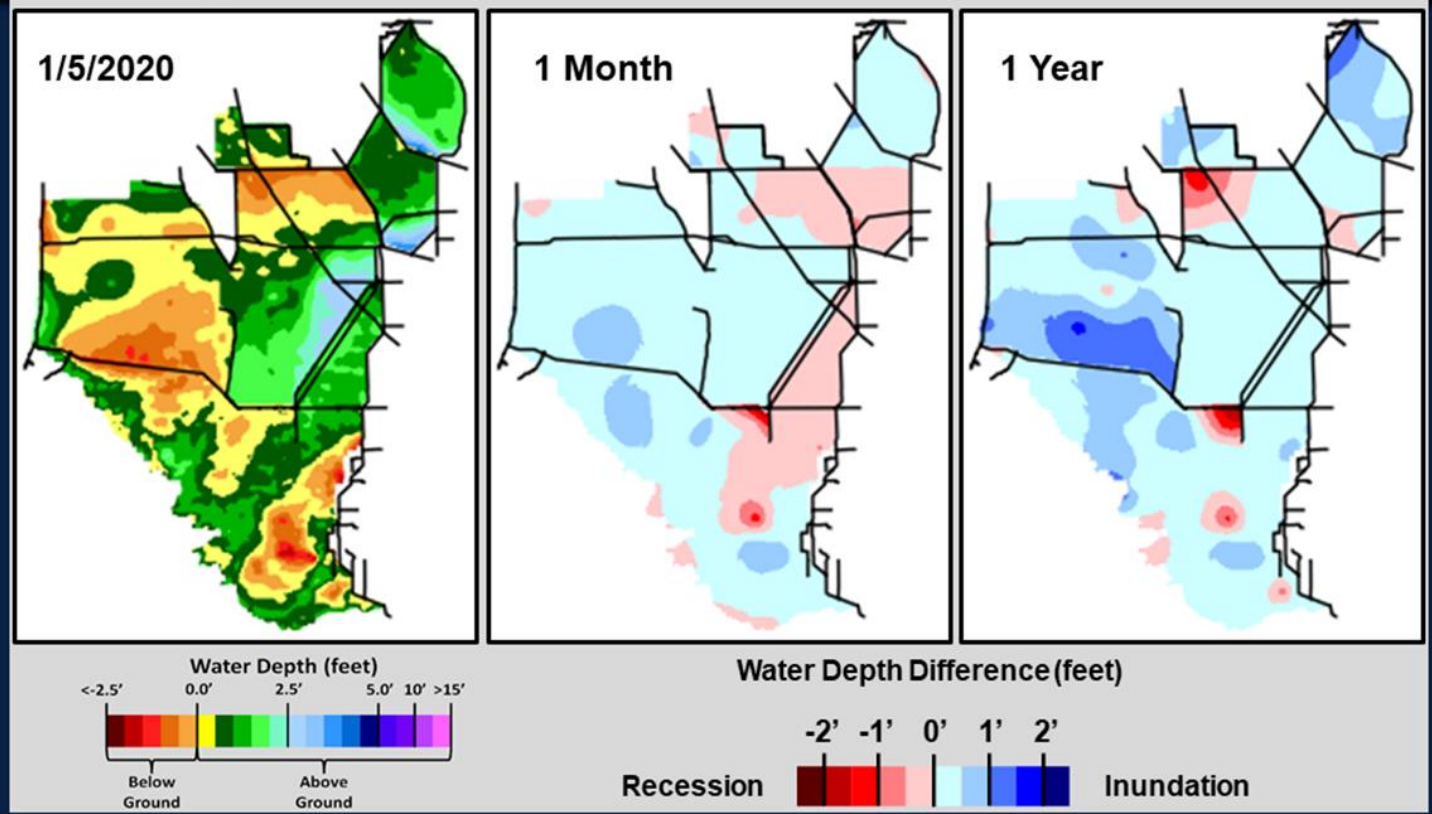 1/5/2020
1 Month
1 Year
Water Depth (feet)
<-2.5’ 0.0’ 2.5’ 5.0’ 10’ >15’
Below
Ground
Above
Ground
Water Depth Difference (feet)
-2’ -1’ 0’ 1’ 2’
Recession
Inundation